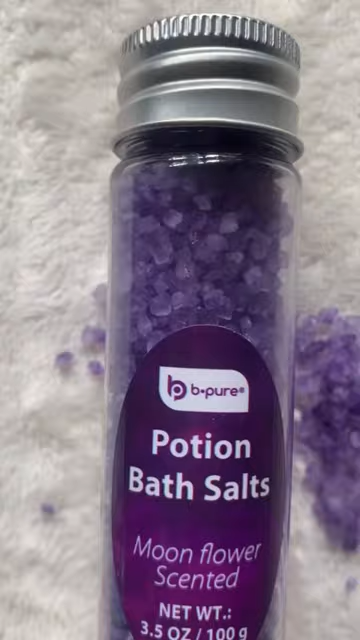 b•pure®
Potion
Bath Salts
Moon flower
Scented
NET WT.:
3.5 OZ / 100 g